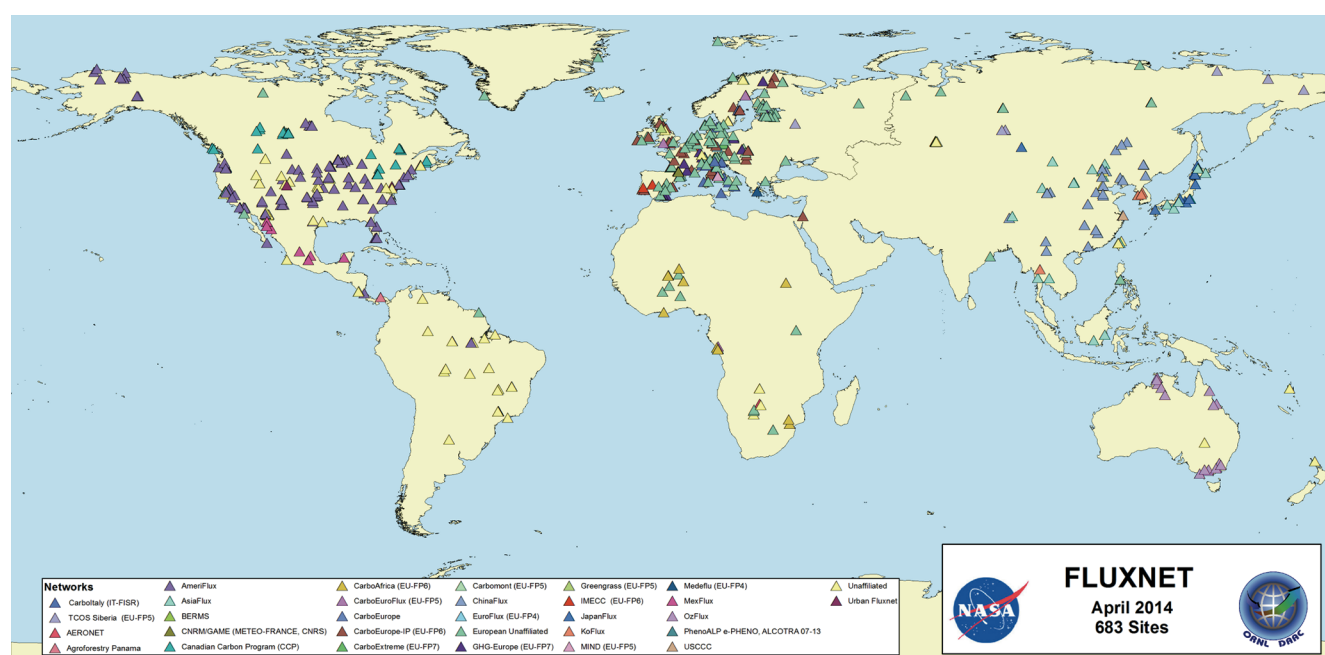 Networks
CarboItaly (IT-FISR)
TCOS Siberia (EU-FP5)
AERONET
Agroforestry Panama
AmeriFlux
AsiaFlux
BERMS
CNRM/GAME (METEO-FRANCE, CNRS)
Canadian Carbon Program (CCP)
CarboAfrica (EU-FP6)
CarboEuroFlux (EU-FP5)
CarboEurope
CarboEurope-IP (EU-FP6)
CarboExtreme (EU-FP7)
Carbomont (EU-FP5)
ChinaFlux
EuroFlux (EU-FP4)
European Unaffiliated
GHG-Europe (EU-FP7)
Greengrass (EU-FP5)
IMECC (EU-FP6)
JapanFlux
KoFlux
MIND (EU-FP5)
Medeflu (EU-FP4)
MexFlux
OzFlux
PhenoALP e-PHENO, ALCOTRA 07-13
USCCC
Unaffiliated
Urban Fluxnet
NASA
FLUXNET
April 2014
683 Sites
ORNL DAAC